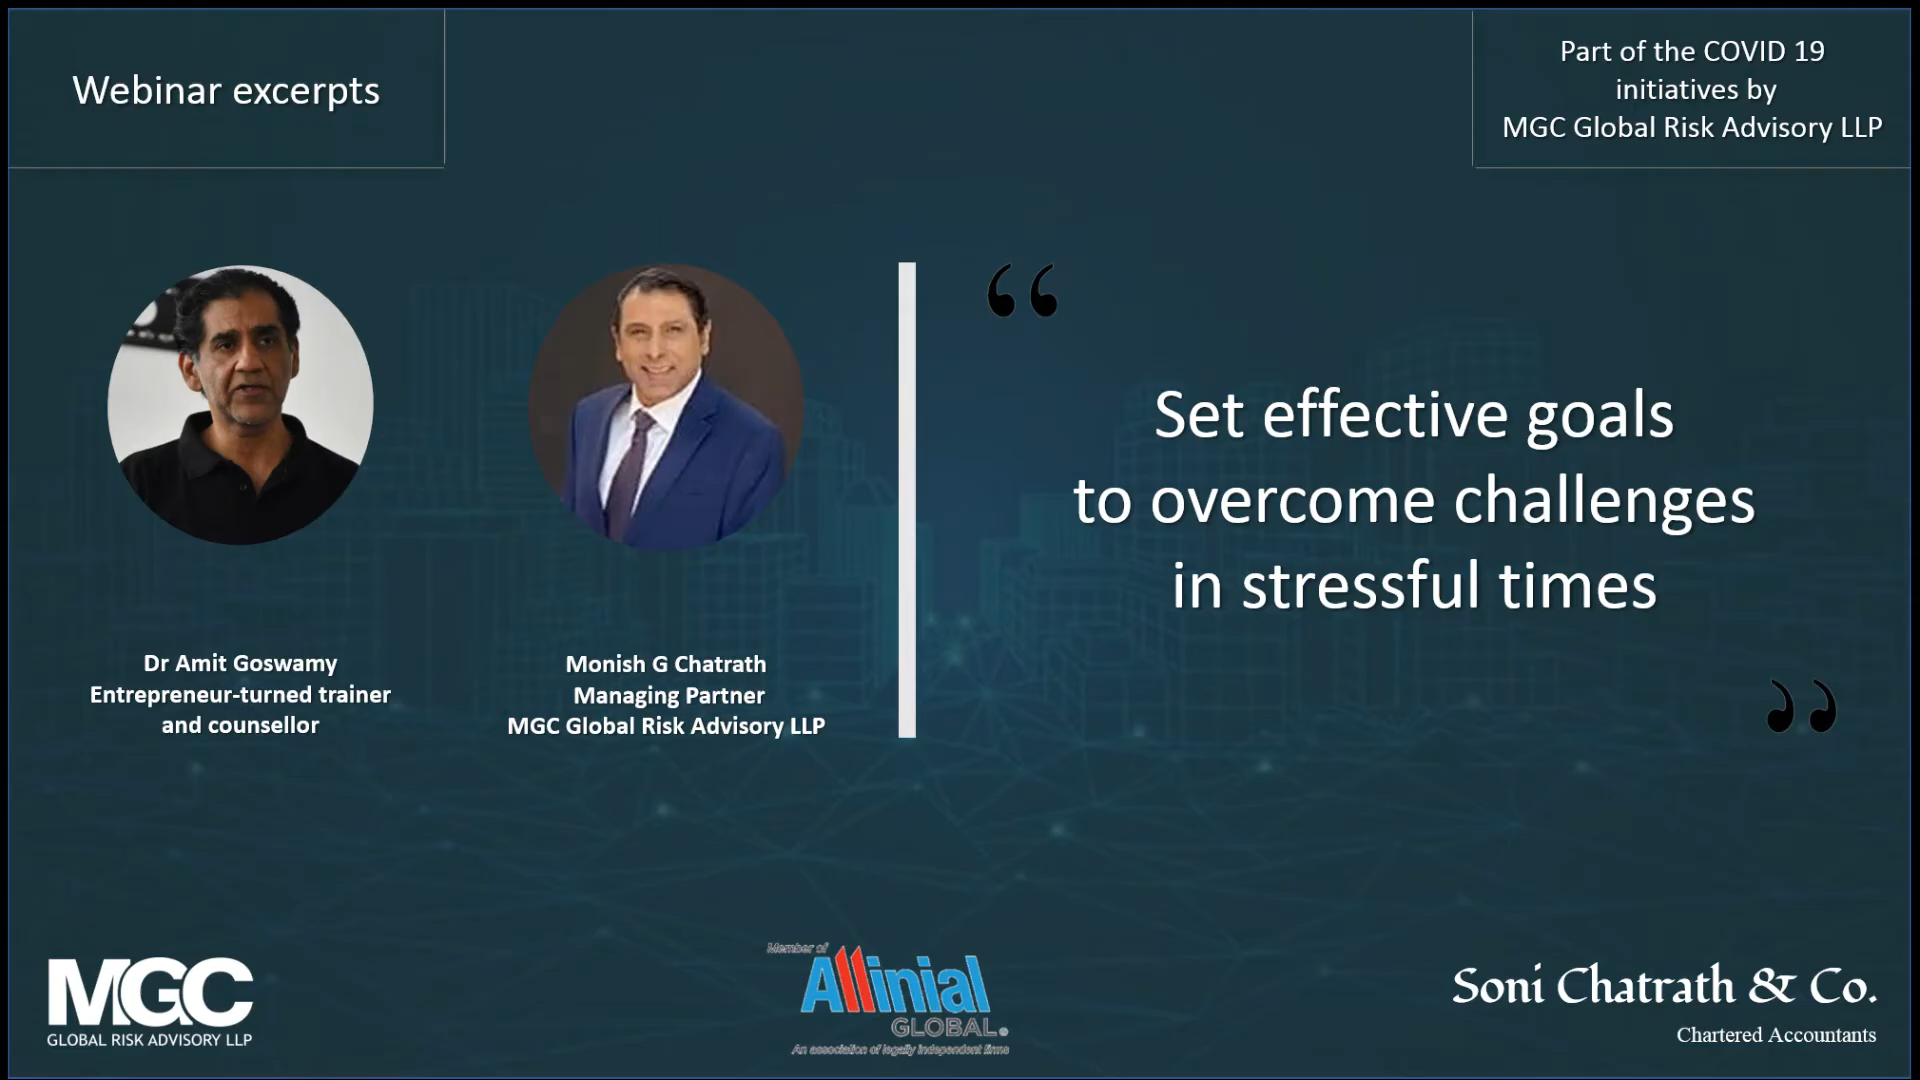 Webinar excerpts
Part of the COVID 19
initiatives by
MGC Global Risk Advisory LLP
“
Set effective goals
to overcome challenges
in stressful times
”
Dr Amit Goswamy
Entrepreneur-turned trainer
and counsellor
Monish G Chatrath
Managing Partner
MGC Global Risk Advisory LLP
MGC
GLOBAL RISK ADVISORY LLP
Member of
Allinial
GLOBAL®
An association of legally independent firms
Soni Chatrath & Co.
Chartered Accountants